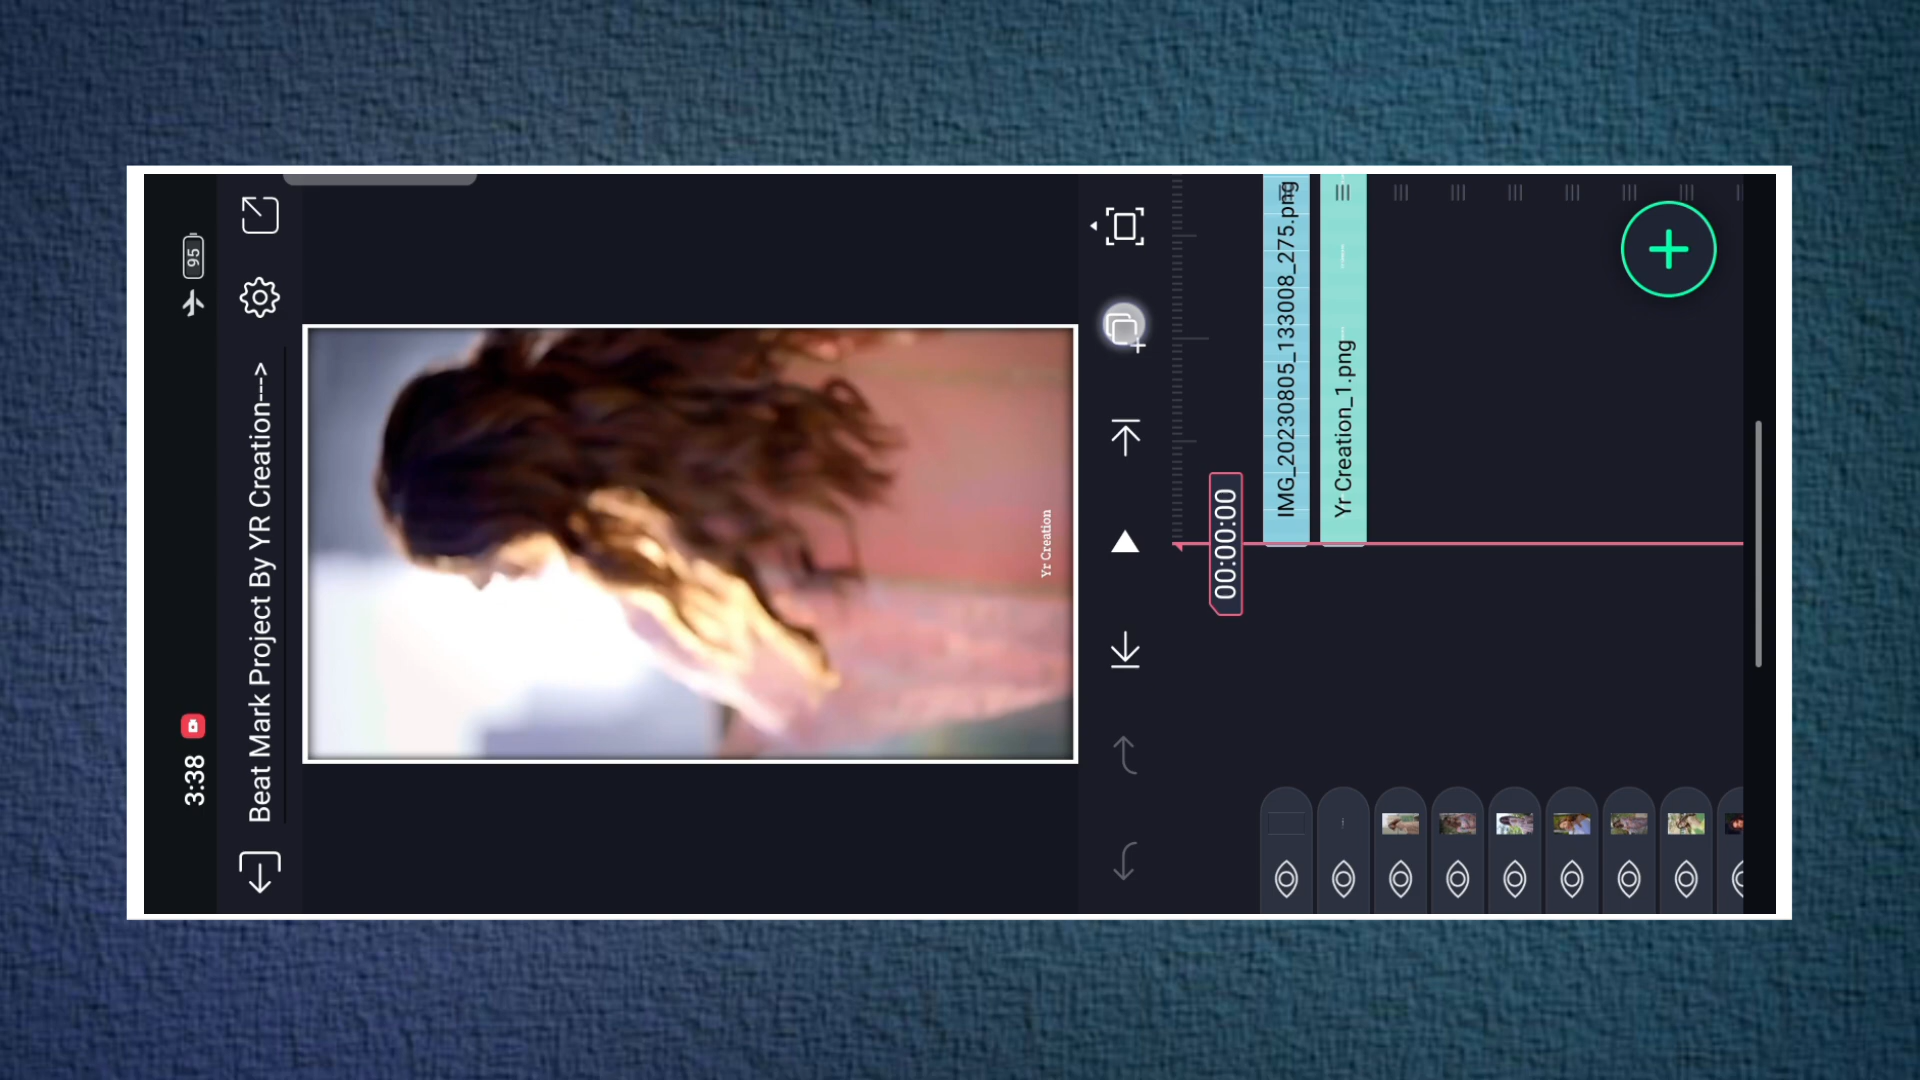 3:38
95
Beat Mark Project By YR Creation--->
Yr Creation
00:00:00
IMG_20230805_133008_275.png
Yr Creation_1.png